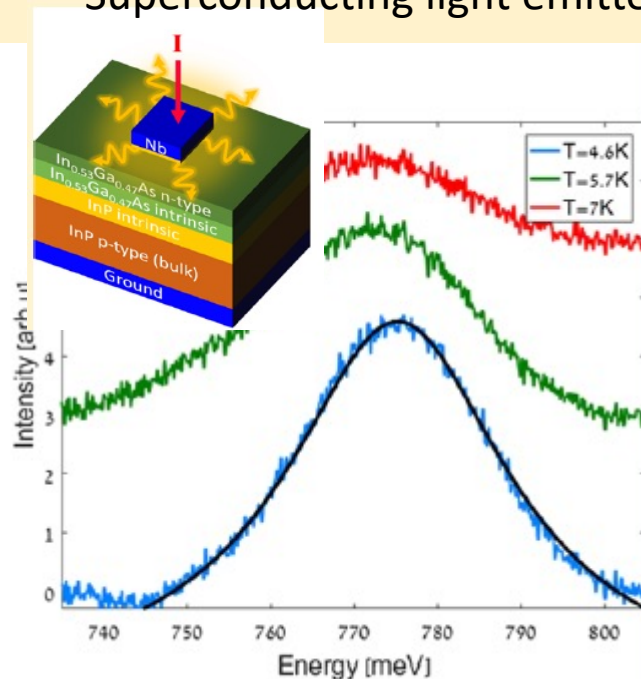 Superconducting light emitte
I
Nb
In0.53Ga0.47As n-type
In0.53Ga0.47As intrinsic
InP intrinsic
InP p-type (bulk)
Ground
T=4.6K
T=5.7K
T=7K
Intensity [arb
4
3
2
1
0
740 750 760 770 780 790 800
Energy [meV]